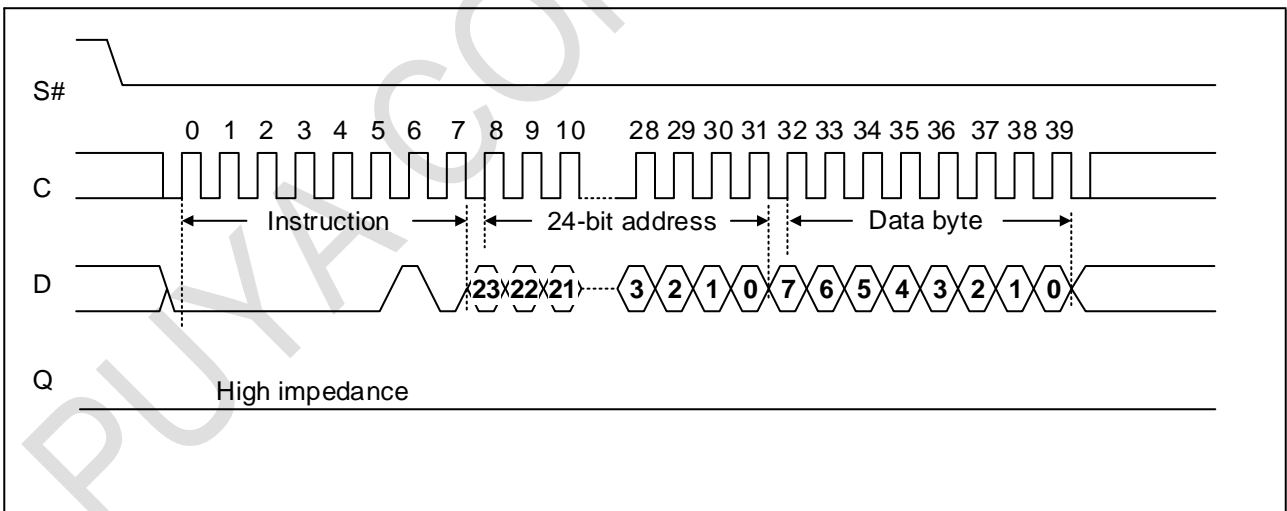 S#
0 1 2 3 4 5 6 7 8 9 10 28 29 30 31 32 33 34 35 36 37 38 39
C
Instruction 24-bit address Data byte
D 23 22 21 3 2 1 0 7 6 5 4 3 2 1 0
Q
High impedance